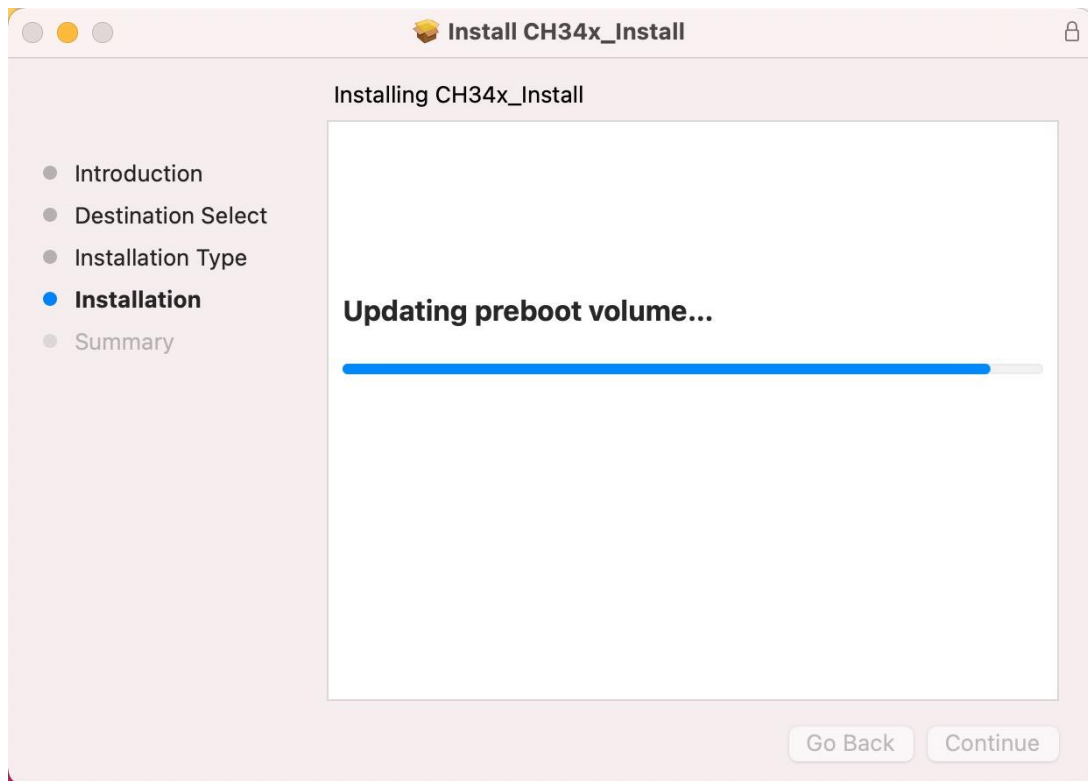 Install CH34x_Install
Installing CH34x_Install
Introduction
Destination Select
Installation Type
Installation
Summary
Updating preboot volume...
Go Back
Continue